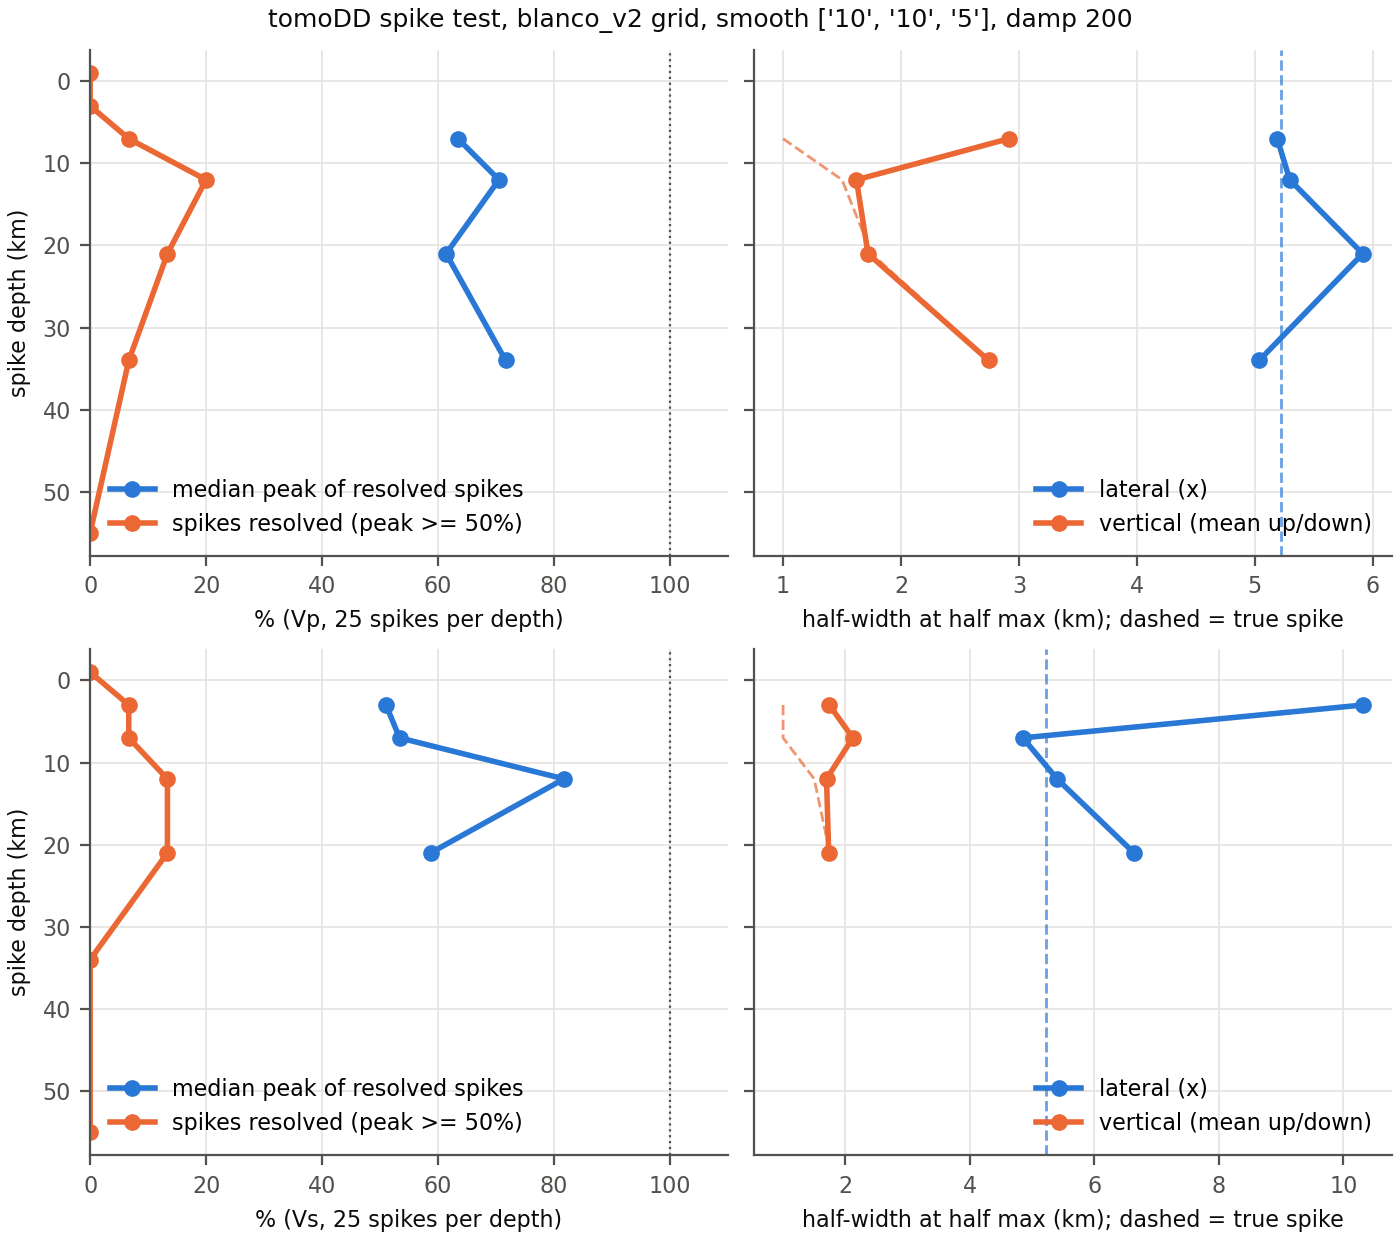 tomoDD spike test, blanco_v2 grid, smooth ['10', '10', '5'], damp 200
spike depth (km)
0
10
20
30
40
50
median peak of resolved spikes
spikes resolved (peak >= 50%)
0 20 40 60 80 100
% (Vp, 25 spikes per depth)
lateral (x)
vertical (mean up/down)
1 2 3 4 5 6
half-width at half max (km); dashed = true spike
spike depth (km)
0
10
20
30
40
50
median peak of resolved spikes
spikes resolved (peak >= 50%)
0 20 40 60 80 100
% (Vs, 25 spikes per depth)
lateral (x)
vertical (mean up/down)
2 4 6 8 10
half-width at half max (km); dashed = true spike